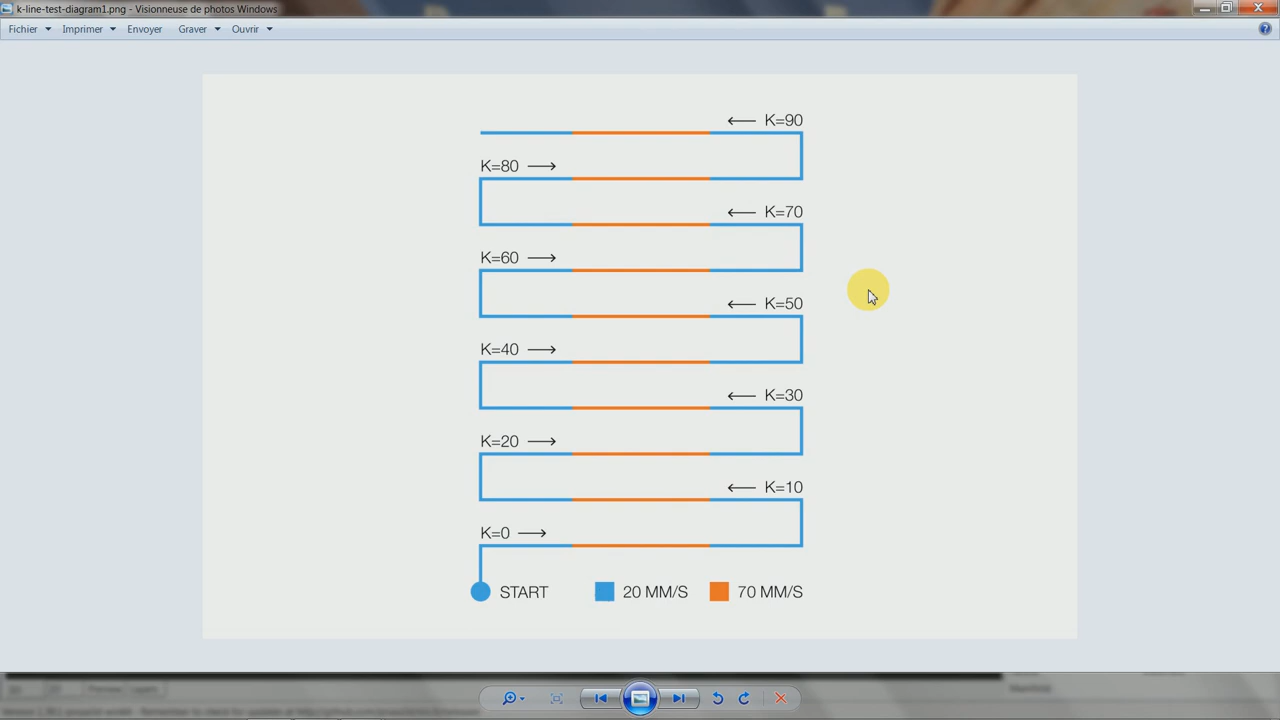 k-line-test-diagram1.png - Visionneuse de photos Windows
Fichier Imprimer Envoyer Graver Ouvrir
K=90
K=80
K=70
K=60
K=50
K=40
K=30
K=20
K=10
K=0
START 20 MM/S 70 MM/S